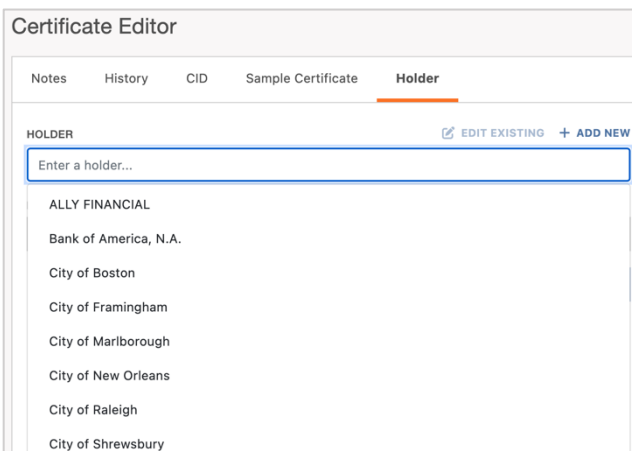 Certificate Editor
Notes History CID Sample Certificate Holder
HOLDER EDIT EXISTING + ADD NEW
Enter a holder...
ALLY FINANCIAL
Bank of America, N.A.
City of Boston
City of Framingham
City of Marlborough
City of New Orleans
City of Raleigh
City of Shrewsbury